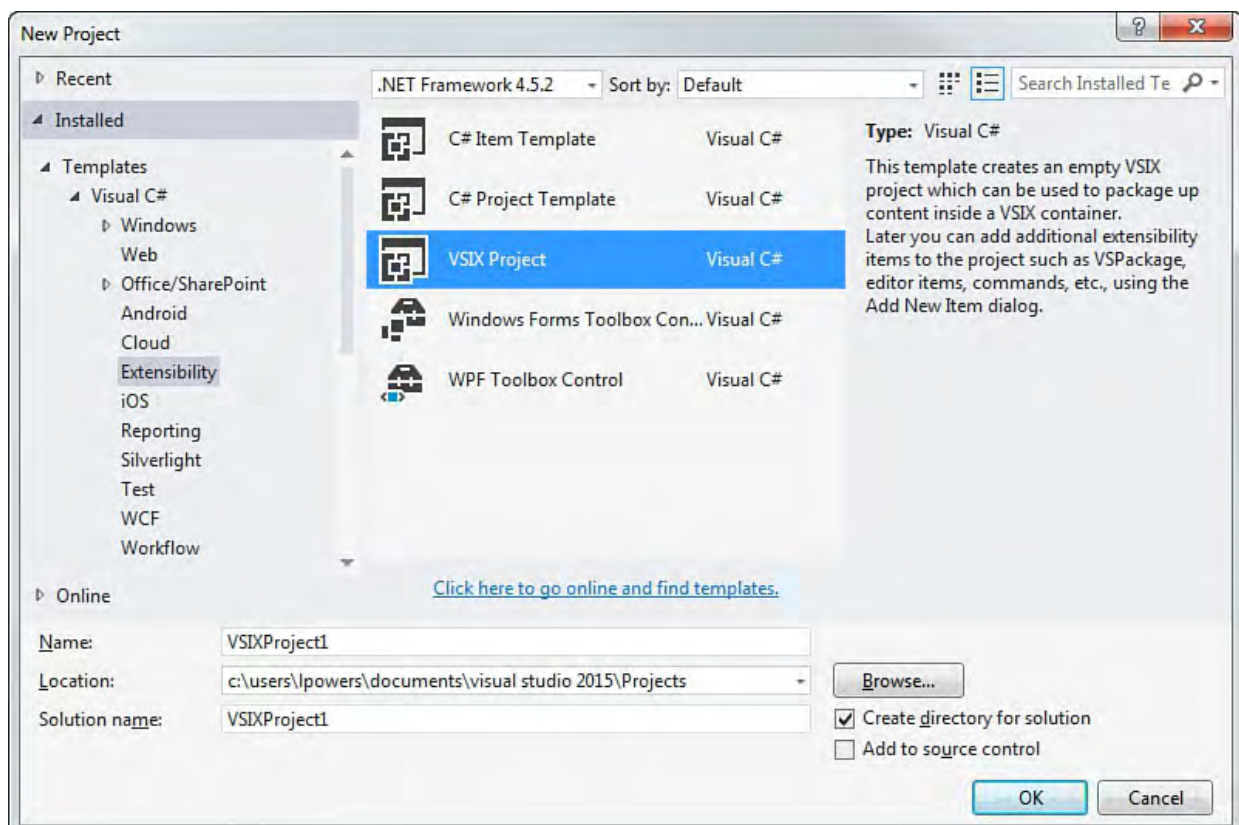 New Project
Recent
Installed
Templates
Visual C#
Windows
Web
Office/SharePoint
Android
Cloud
Extensibility
iOS
Reporting
Silverlight
Test
WCF
Workflow
Online
.NET Framework 4.5.2 Sort by: Default Search Installed Te
C# Item Template Visual C#
C# Project Template Visual C#
VSIX Project Visual C#
Windows Forms Toolbox Con... Visual C#
WPF Toolbox Control Visual C#
Click here to go online and find templates.
Type: Visual C#
This template creates an empty VSIX
project which can be used to package up
content inside a VSIX container.
Later you can add additional extensibility
items to the project such as VSPackage,
editor items, commands, etc., using the
Add New Item dialog.
Name: VSIXProject1
Location: c:\users\lpowers\documents\visual studio 2015\Projects Browse...
Solution name: VSIXProject1
Create directory for solution
Add to source control
OK Cancel